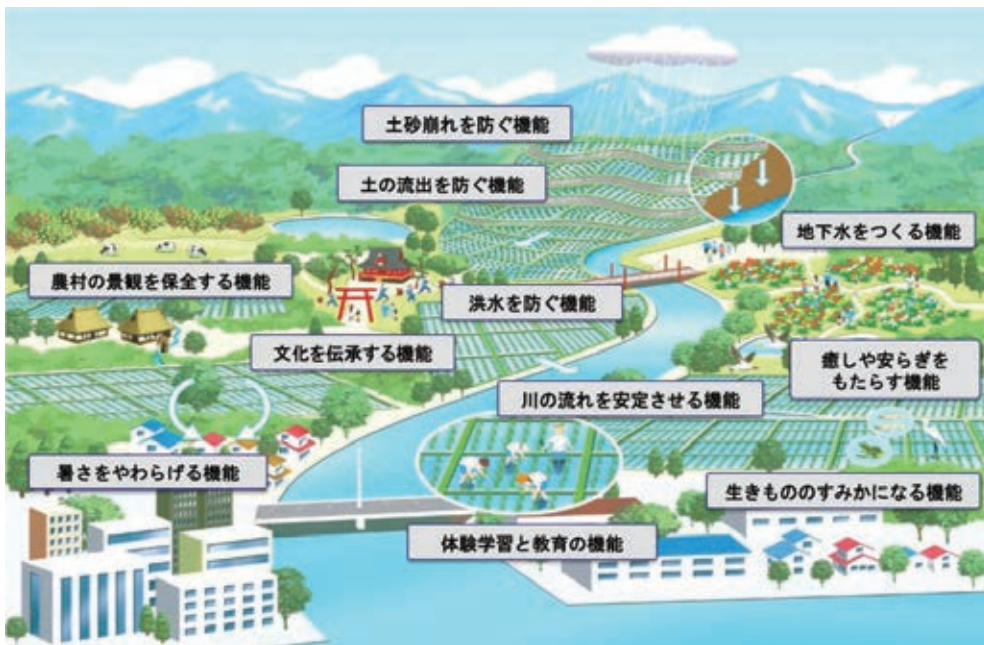 土砂崩れを防ぐ機能
土の流出を防ぐ機能
地下水をつくる機能
農村の景観を保全する機能
洪水を防ぐ機能
文化を伝承する機能
癒しや安らぎを
もたらす機能
川の流れを安定させる機能
暑さをやわらげる機能
生きもののすみかになる機能
体験学習と教育の機能